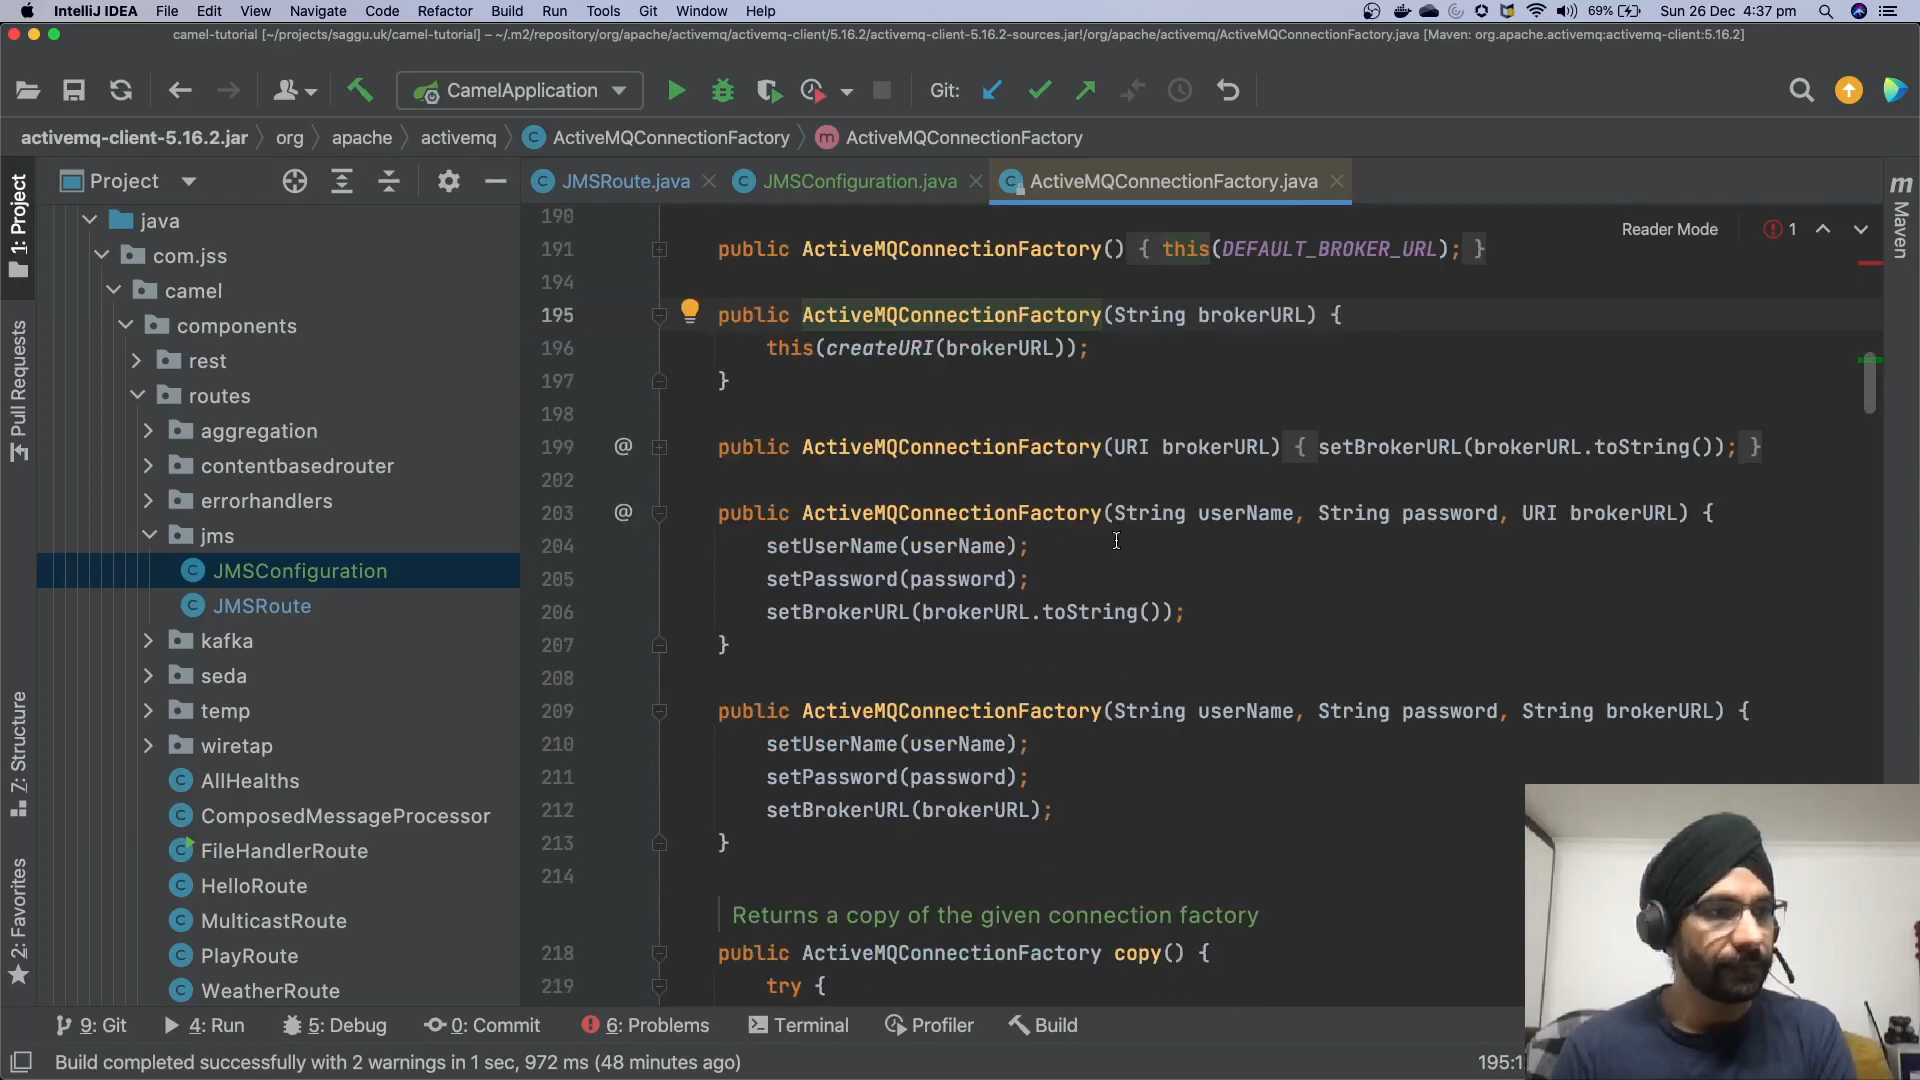 IntelliJ IDEA File Edit View Navigate Code Refactor Build Run Tools Git Window Help 69% Sun 26 Dec 4:37 pm
camel-tutorial [~/projects/saggu.uk/camel-tutorial] – ~/.m2/repository/org/apache/activemq/activemq-client/5.16.2/activemq-client-5.16.2-sources.jar!/org/apache/activemq/ActiveMQConnectionFactory.java [Maven: org.apache.activemq:activemq-client:5.16.2]
CamelApplication Git:
activemq-client-5.16.2.jar org apache activemq ActiveMQConnectionFactory ActiveMQConnectionFactory
Project JMSRoute.java JMSConfiguration.java ActiveMQConnectionFactory.java
1: Project
Pull Requests
Z: Structure
2: Favorites
java
com.jss
camel
components
rest
routes
aggregation
contentbasedrouter
errorhandlers
jms
JMSConfiguration
JMSRoute
kafka
seda
temp
wiretap
AllHealths
ComposedMessageProcessor
FileHandlerRoute
HelloRoute
MulticastRoute
PlayRoute
WeatherRoute
Reader Mode 1
190
191 public ActiveMQConnectionFactory() { this(DEFAULT_BROKER_URL); }
194
195 public ActiveMQConnectionFactory(String brokerURL) {
196 this(createURI(brokerURL));
197 }
198
199 @ public ActiveMQConnectionFactory(URI brokerURL) { setBrokerURL(brokerURL.toString()); }
202
203 @ public ActiveMQConnectionFactory(String userName, String password, URI brokerURL) {
204 setUserName(userName);
205 setPassword(password);
206 setBrokerURL(brokerURL.toString());
207 }
208
209 public ActiveMQConnectionFactory(String userName, String password, String brokerURL) {
210 setUserName(userName);
211 setPassword(password);
212 setBrokerURL(brokerURL);
213 }
214
Returns a copy of the given connection factory
218 public ActiveMQConnectionFactory copy() {
219 try {
m Maven
9: Git 4: Run 5: Debug 0: Commit 6: Problems Terminal Profiler Build
Build completed successfully with 2 warnings in 1 sec, 972 ms (48 minutes ago)